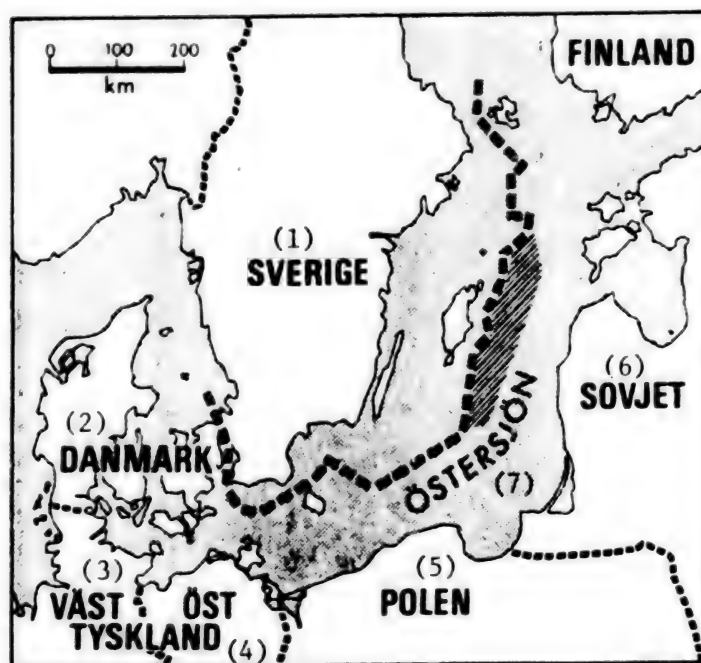 0 100 200
km
FINLAND
(1)
SVERIGE
(6)
SOVJET
(2)
DANMARK
ÖSTERSJÖN
(7)
(3)
VÄST ÖST
TYSKLAND
(4)
(5)
POLEN